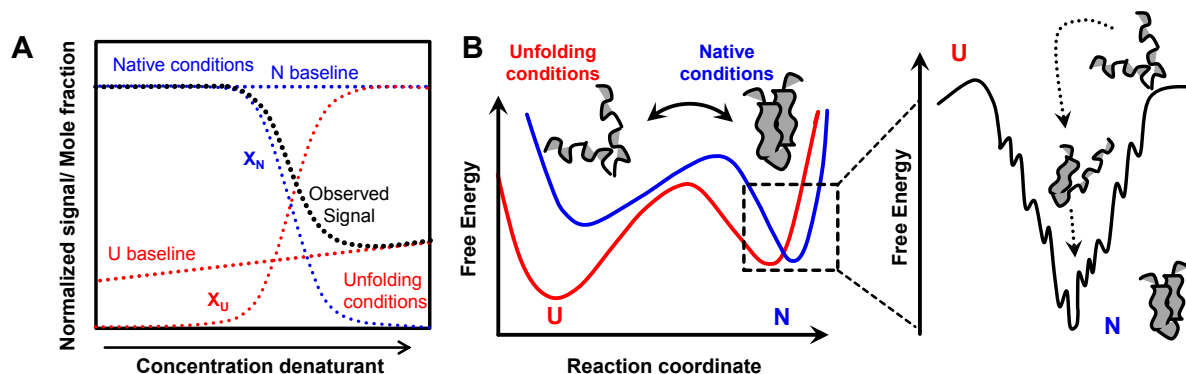 A
Normalized signal/ Mole fraction
Native conditions
N baseline
X_N
Observed
Signal
U baseline
X_U
Unfolding
conditions
Concentration denaturant
B
Unfolding
conditions
Native
conditions
Free Energy
U
N
Reaction coordinate
Free Energy
U
N